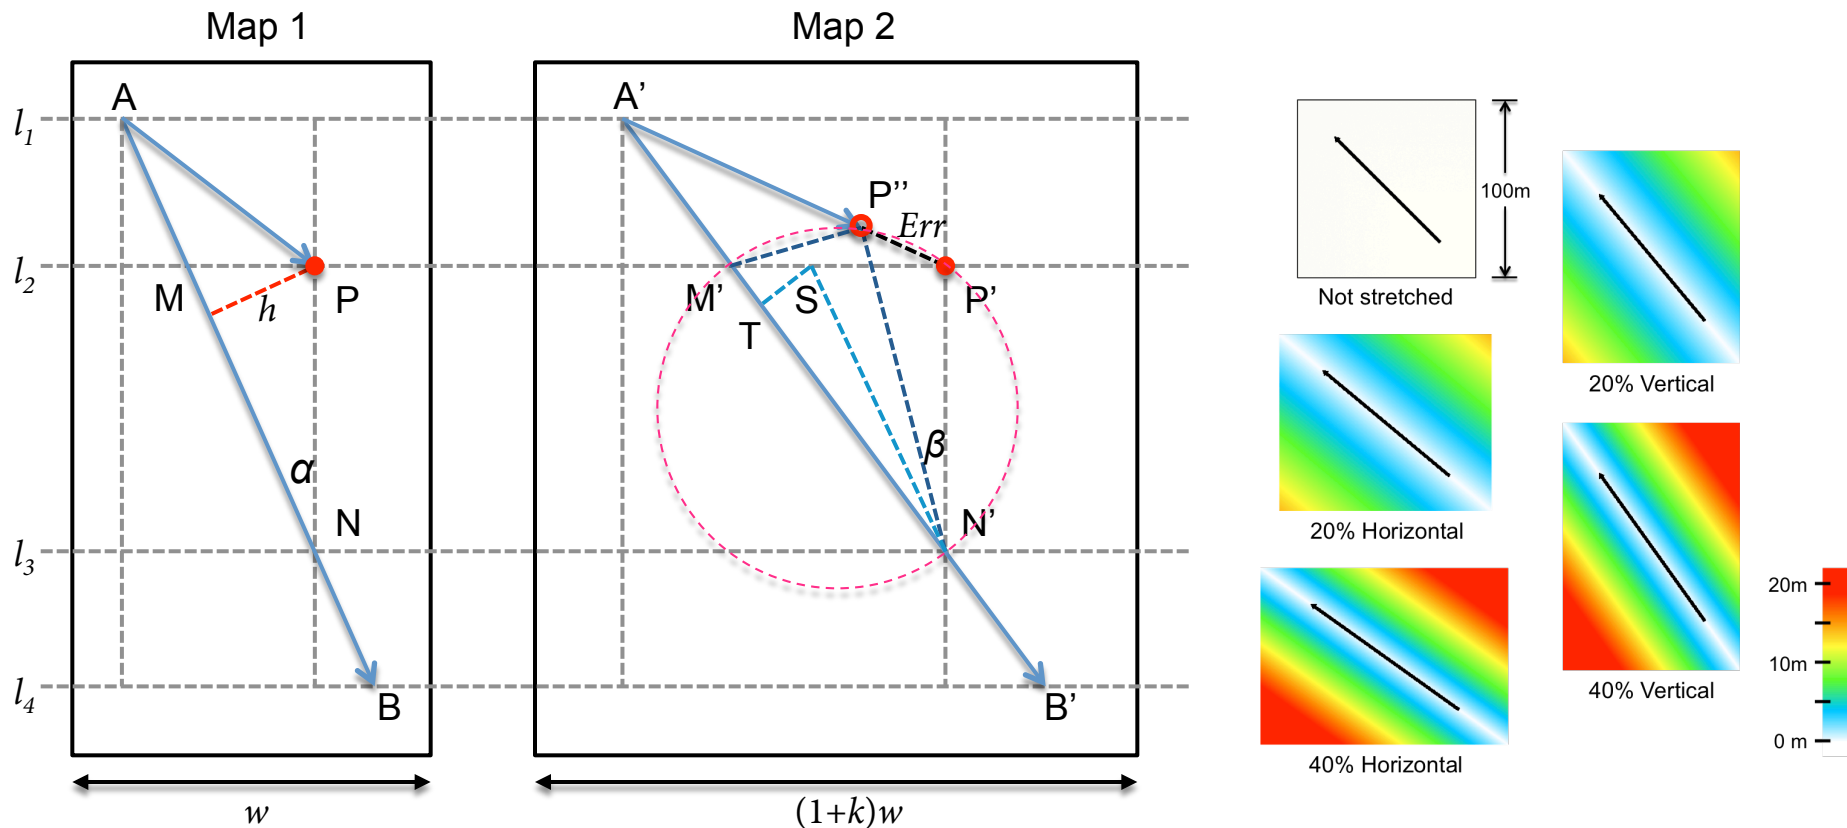 Map 1
Map 2
A
A’
l1
P’’
Err
l2
M
h
P
M’
S
P’
T
α
β
N
N’
l3
l4
B
B’
w
(1+k)w
100m
Not stretched
20% Vertical
20% Horizontal
40% Vertical
40% Horizontal
20m
10m
0 m